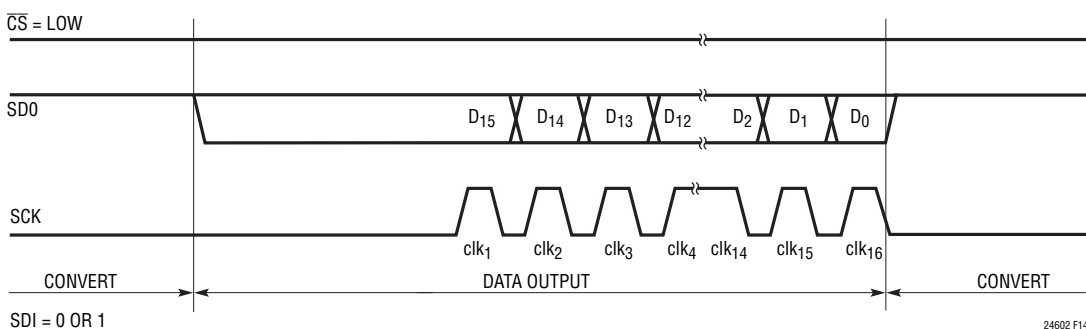 C̅S̅ = LOW
SD0
D15 D14 D13 D12 D2 D1 D0
SCK
clk1 clk2 clk3 clk4 clk14 clk15 clk16
CONVERT DATA OUTPUT CONVERT
SDI = 0 OR 1
24602 F14